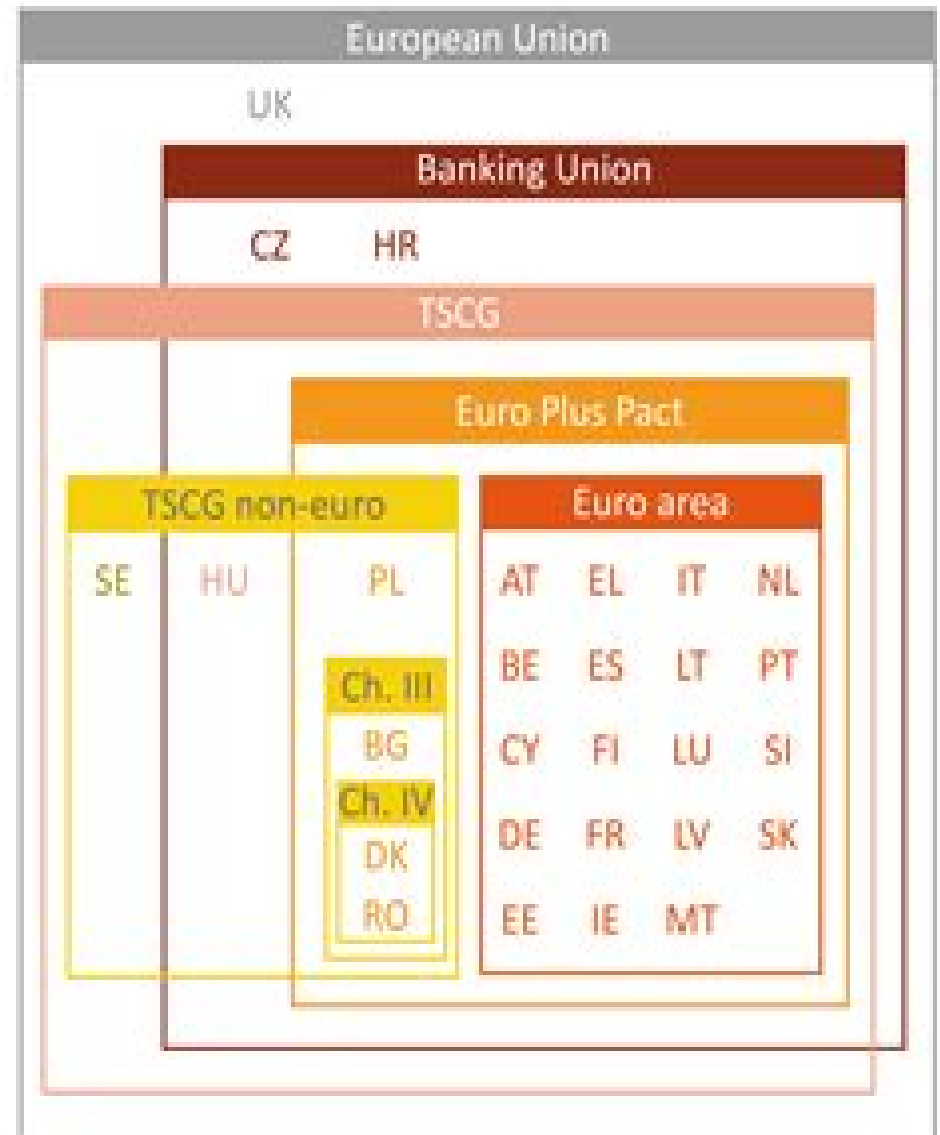 European Union
UK
Banking Union
CZ HR
TSCG
Euro Plus Pact
TSCG non-euro Euro area
SE HU PL AT EL IT NL
Ch. III BE ES LT PT
BG CY FI LU SI
Ch. IV
DK DE FR LV SK
RO EE IE MT